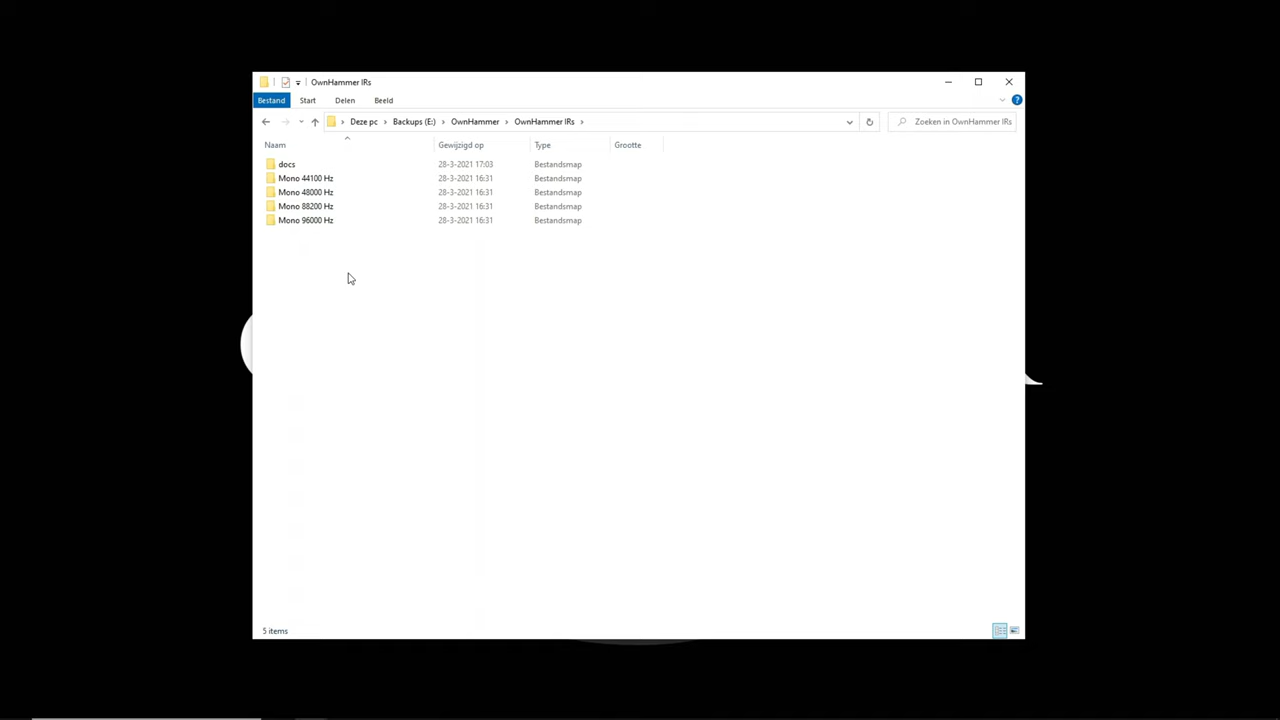 OwnHammer IRs
Bestand Start Delen Beeld
Deze pc Backups (E:) OwnHammer OwnHammer IRs Zoeken in OwnHammer IRs
Naam Gewijzigd op Type Grootte
docs 28-3-2021 17:03 Bestandsmap
Mono 44100 Hz 28-3-2021 16:31 Bestandsmap
Mono 48000 Hz 28-3-2021 16:31 Bestandsmap
Mono 88200 Hz 28-3-2021 16:31 Bestandsmap
Mono 96000 Hz 28-3-2021 16:31 Bestandsmap
5 items